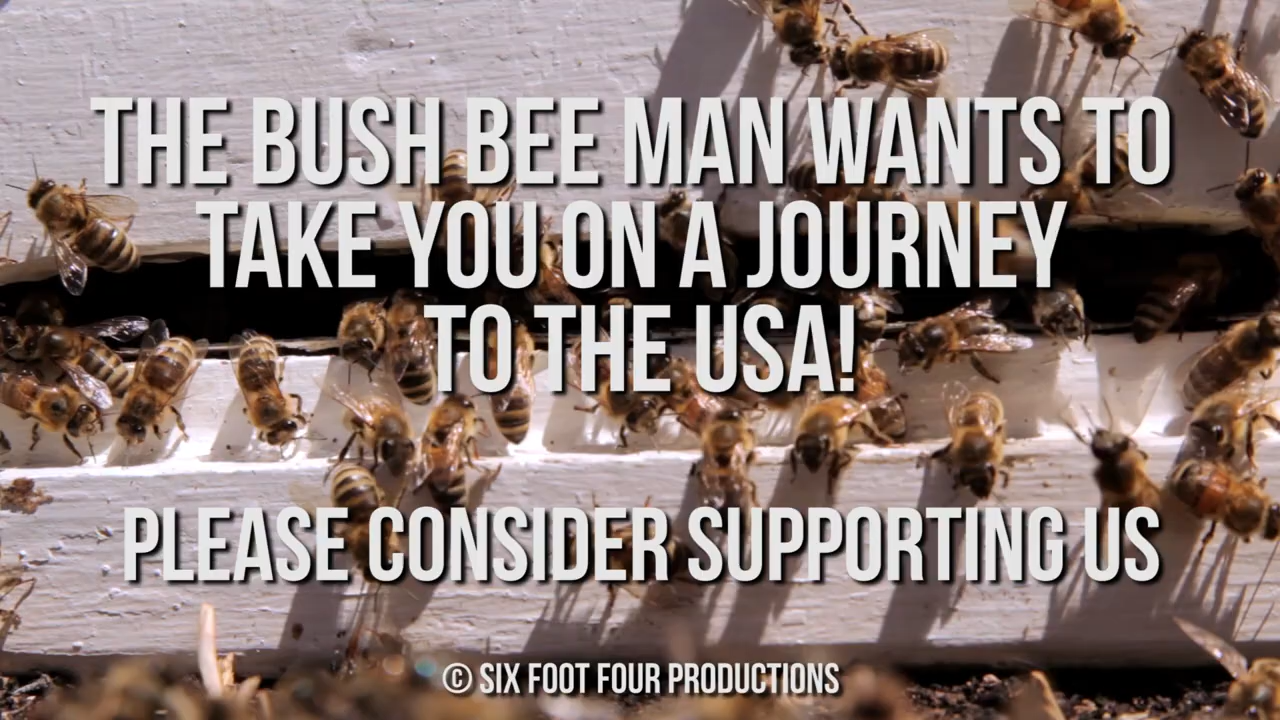 THE BUSH BEE MAN WANTS TO
TAKE YOU ON A JOURNEY
TO THE USA!
PLEASE CONSIDER SUPPORTING US
© SIX FOOT FOUR PRODUCTIONS